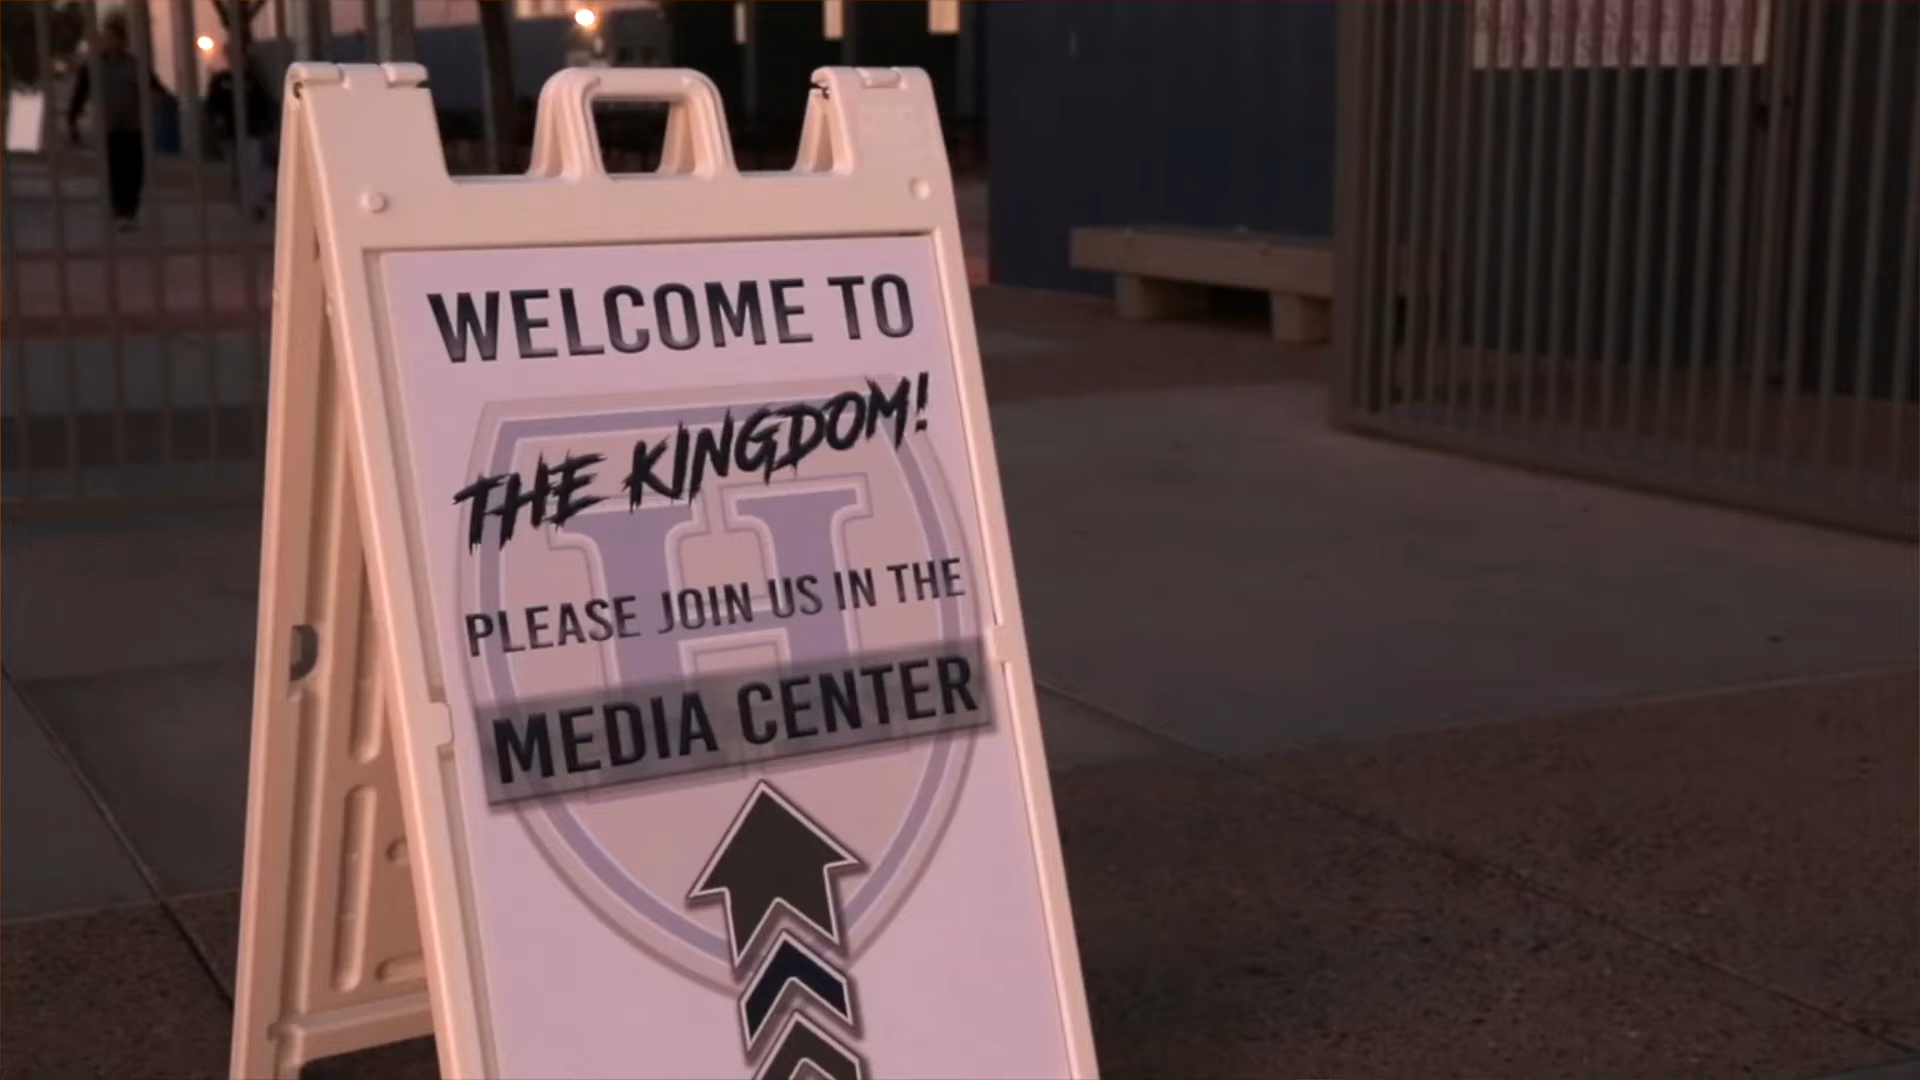 WELCOME TO
THE KINGDOM!
H
PLEASE JOIN US IN THE
MEDIA CENTER